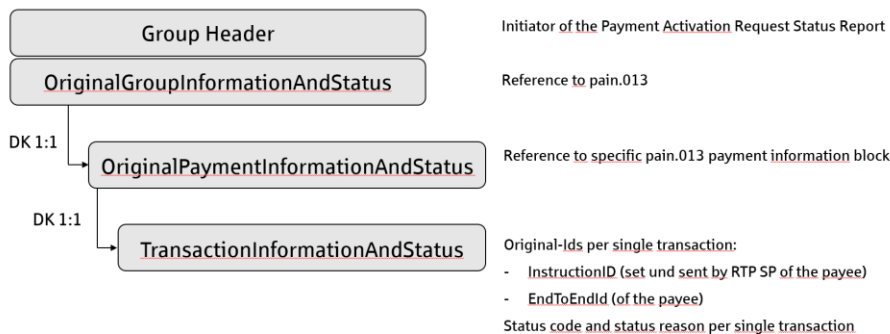 Group Header
Initiator of the Payment Activation Request Status Report
OriginalGroupInformationAndStatus
Reference to pain.013
DK 1:1
OriginalPaymentInformationAndStatus
Reference to specific pain.013 payment information block
DK 1:1
TransactionInformationAndStatus
Original-Ids per single transaction:
- InstructionID (set und sent by RTP SP of the payee)
- EndToEndId (of the payee)
Status code and status reason per single transaction